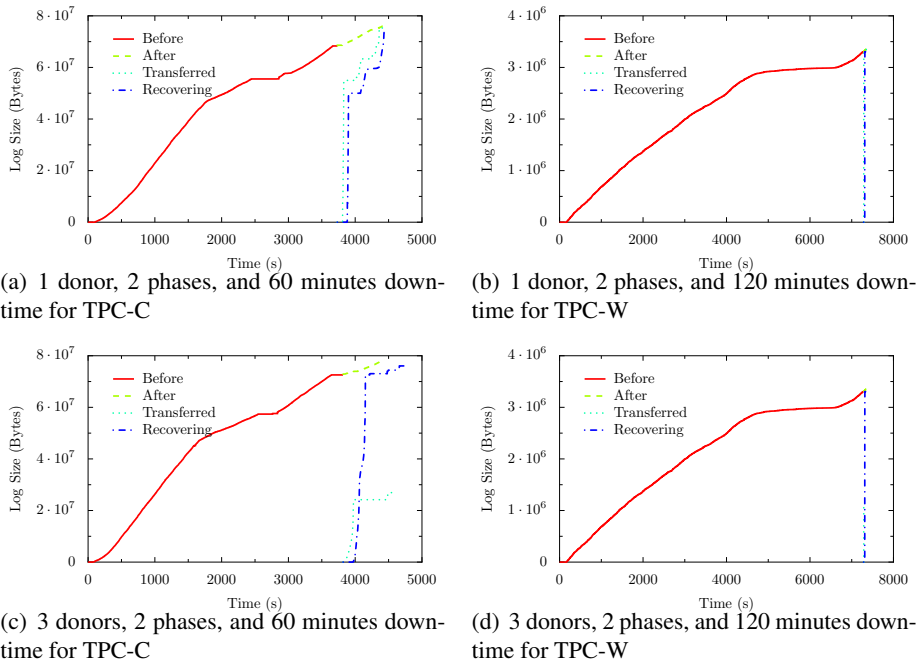 8 · 10^7
6 · 10^7
4 · 10^7
2 · 10^7
0
Log Size (Bytes)
Before
After
Transferred
Recovering
0 1000 2000 3000 4000 5000
Time (s)
(a) 1 donor, 2 phases, and 60 minutes down-
time for TPC-C
4 · 10^6
3 · 10^6
2 · 10^6
1 · 10^6
0
Log Size (Bytes)
Before
After
Transferred
Recovering
0 2000 4000 6000 8000
Time (s)
(b) 1 donor, 2 phases, and 120 minutes down-
time for TPC-W
8 · 10^7
6 · 10^7
4 · 10^7
2 · 10^7
0
Log Size (Bytes)
Before
After
Transferred
Recovering
0 1000 2000 3000 4000 5000
Time (s)
(c) 3 donors, 2 phases, and 60 minutes down-
time for TPC-C
4 · 10^6
3 · 10^6
2 · 10^6
1 · 10^6
0
Log Size (Bytes)
Before
After
Transferred
Recovering
0 2000 4000 6000 8000
Time (s)
(d) 3 donors, 2 phases, and 120 minutes down-
time for TPC-W